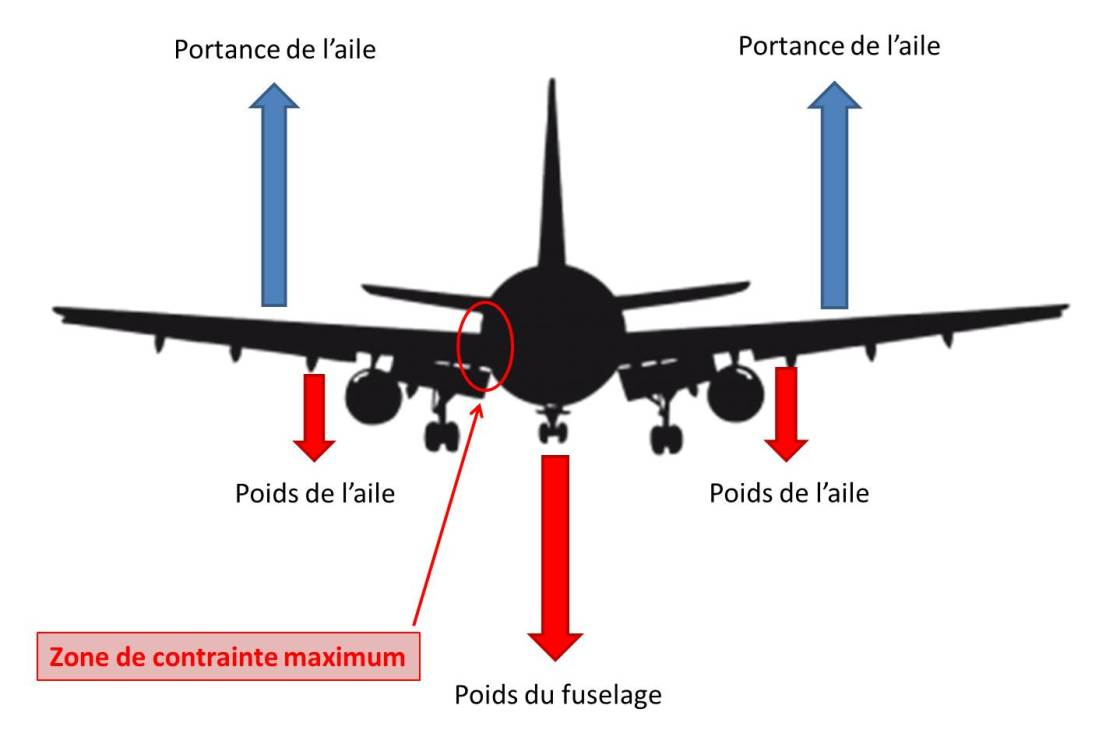 Portance de l’aile
Portance de l’aile
Poids de l’aile
Poids de l’aile
Zone de contrainte maximum
Poids du fuselage